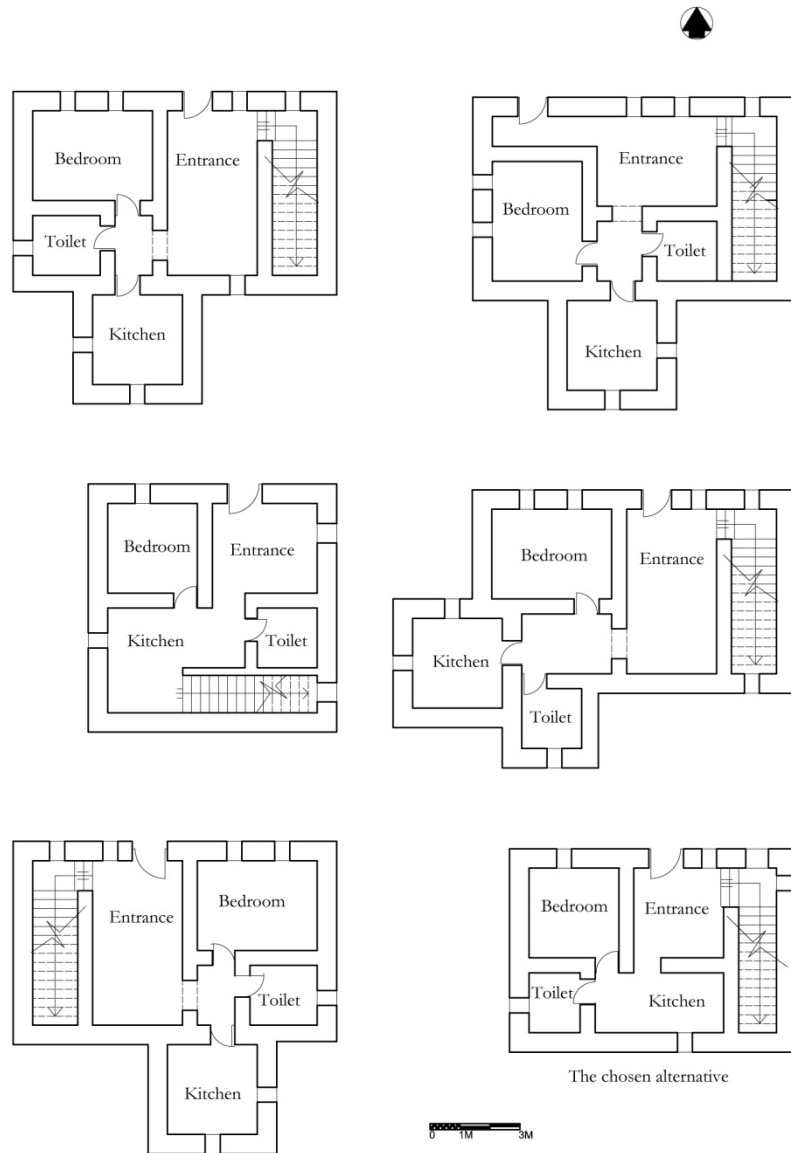 Bedroom
Entrance
Toilet
Kitchen
Entrance
Bedroom
Toilet
Kitchen
Bedroom
Entrance
Kitchen
Toilet
Bedroom
Entrance
Kitchen
Toilet
Entrance
Bedroom
Toilet
Kitchen
Bedroom
Entrance
Toilet
Kitchen
The chosen alternative
0 1M 3M